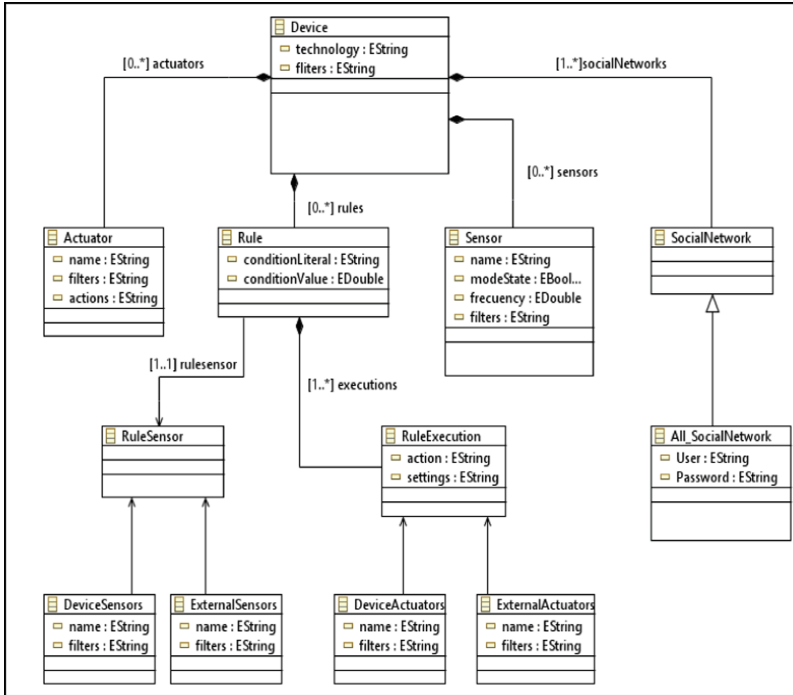 Device
technology : EString
fliters : EString
[0..*] actuators
[1..*]socialNetworks
[0..*] sensors
[0..*] rules
Actuator
name : EString
filters : EString
actions : EString
Rule
conditionLiteral : EString
conditionValue : EDouble
Sensor
name : EString
modeState : EBool...
frecuency : EDouble
filters : EString
SocialNetwork
[1..1] rulesensor
[1..*] executions
RuleSensor
RuleExecution
action : EString
settings : EString
All_SocialNetwork
User : EString
Password : EString
DeviceSensors
name : EString
filters : EString
ExternalSensors
name : EString
filters : EString
DeviceActuators
name : EString
filters : EString
ExternalActuators
name : EString
filters : EString